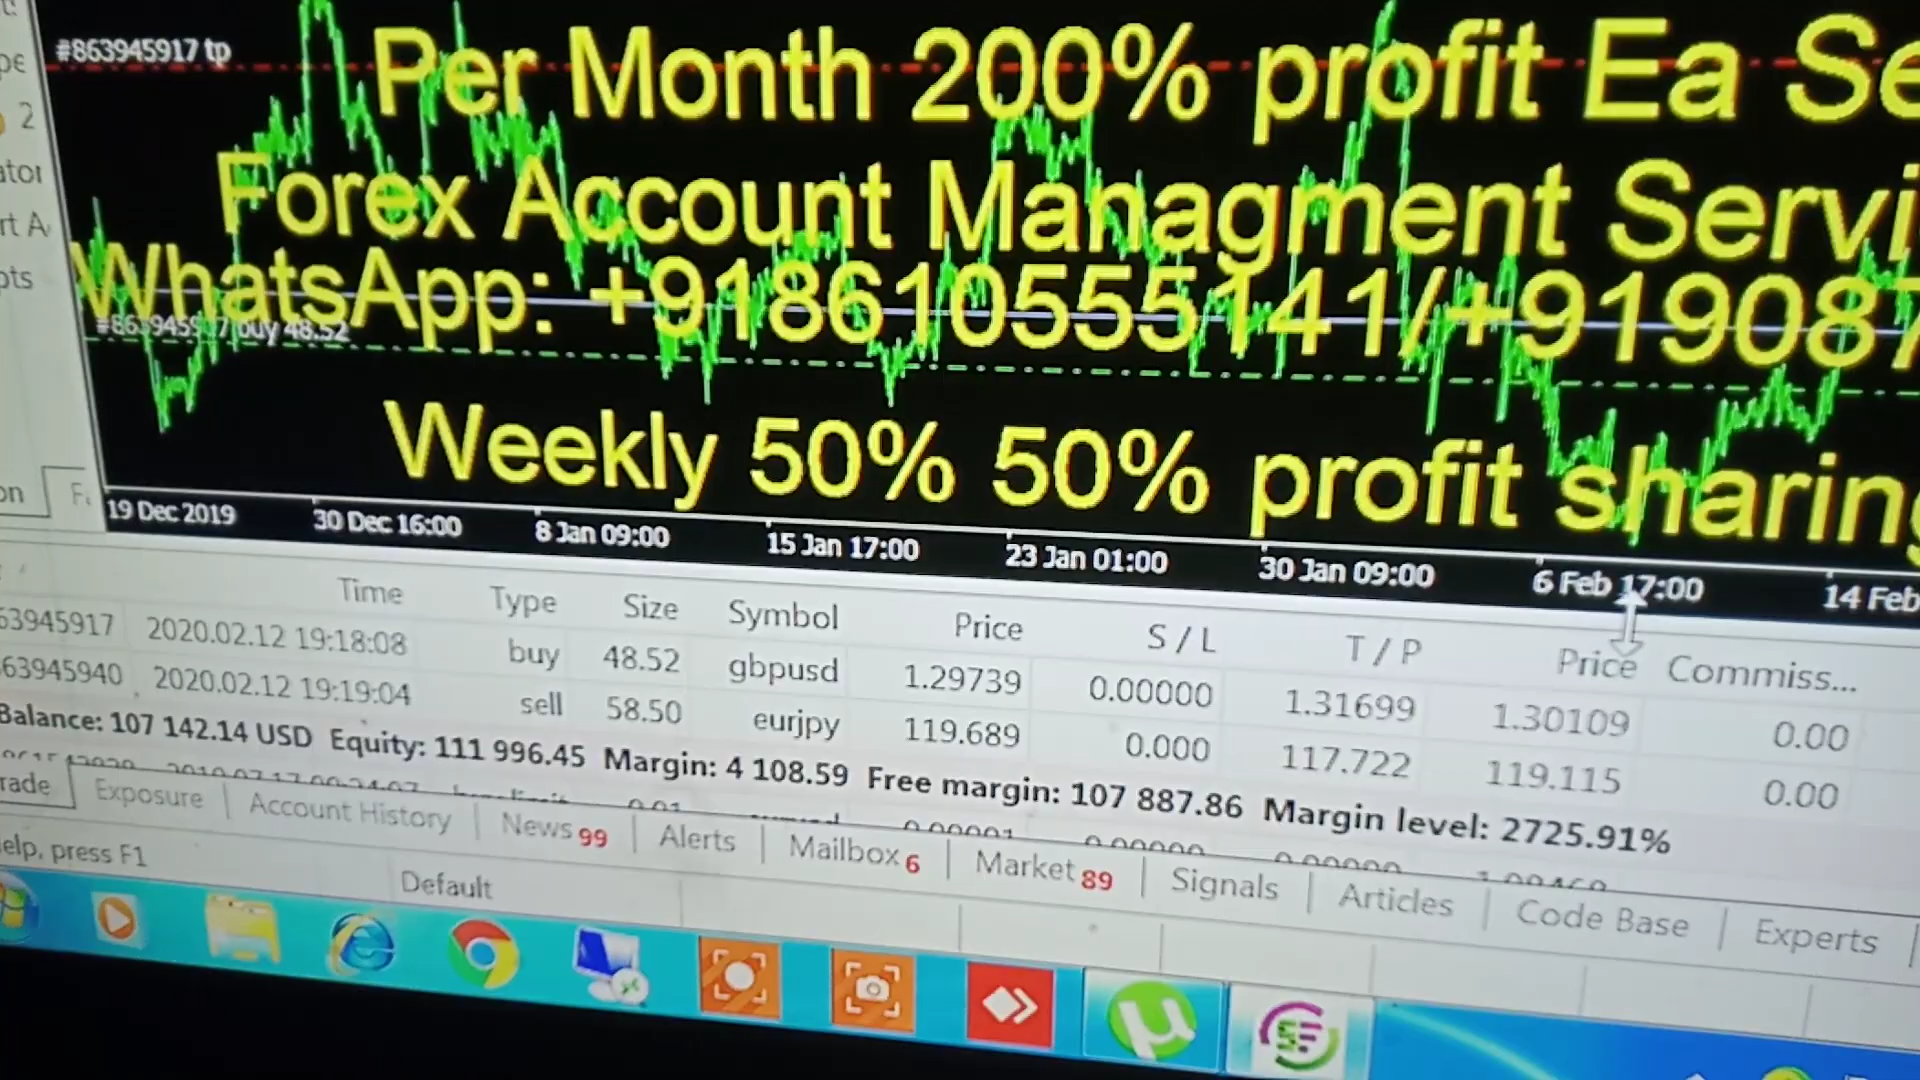 #863945917 tp
Per Month 200% profit Ea Se
Forex Account Managment Servi
WhatsApp: +918610555141/+919087
#863945917 buy 48.52
Weekly 50% 50% profit sharing
19 Dec 2019 30 Dec 16:00 8 Jan 09:00 15 Jan 17:00 23 Jan 01:00 30 Jan 09:00 6 Feb 17:00 14 Feb
Time Type Size Symbol Price S / L T / P Price Commiss...
63945917 2020.02.12 19:18:08 buy 48.52 gbpusd 1.29739 0.00000 1.31699 1.30109 0.00
63945940 2020.02.12 19:19:04 sell 58.50 eurjpy 119.689 0.000 117.722 119.115 0.00
Balance: 107 142.14 USD Equity: 111 996.45 Margin: 4 108.59 Free margin: 107 887.86 Margin level: 2725.91%
rade Exposure Account History News 99 Alerts Mailbox 6 Market 89 Signals Articles Code Base Experts
elp, press F1 Default